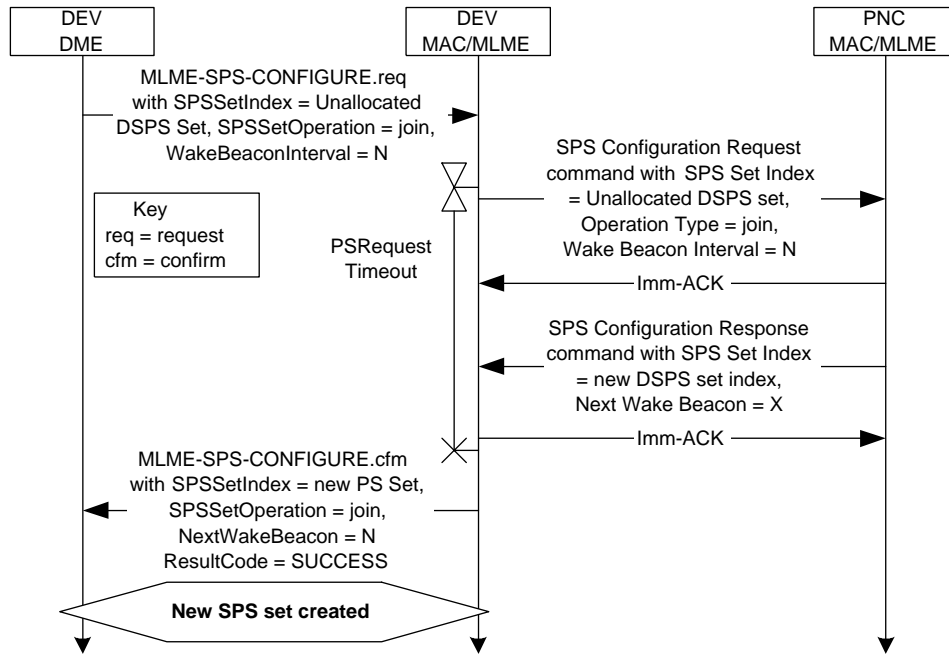 DEV
DME
DEV
MAC/MLME
PNC
MAC/MLME
MLME-SPS-CONFIGURE.req
with SPSSetIndex = Unallocated
DSPS Set, SPSSetOperation = join,
WakeBeaconInterval = N
SPS Configuration Request
command with SPS Set Index
= Unallocated DSPS set,
Operation Type = join,
Wake Beacon Interval = N
Key
req = request
cfm = confirm
PSRequest
Timeout
Imm-ACK
SPS Configuration Response
command with SPS Set Index
= new DSPS set index,
Next Wake Beacon = X
Imm-ACK
MLME-SPS-CONFIGURE.cfm
with SPSSetIndex = new PS Set,
SPSSetOperation = join,
NextWakeBeacon = N
ResultCode = SUCCESS
New SPS set created